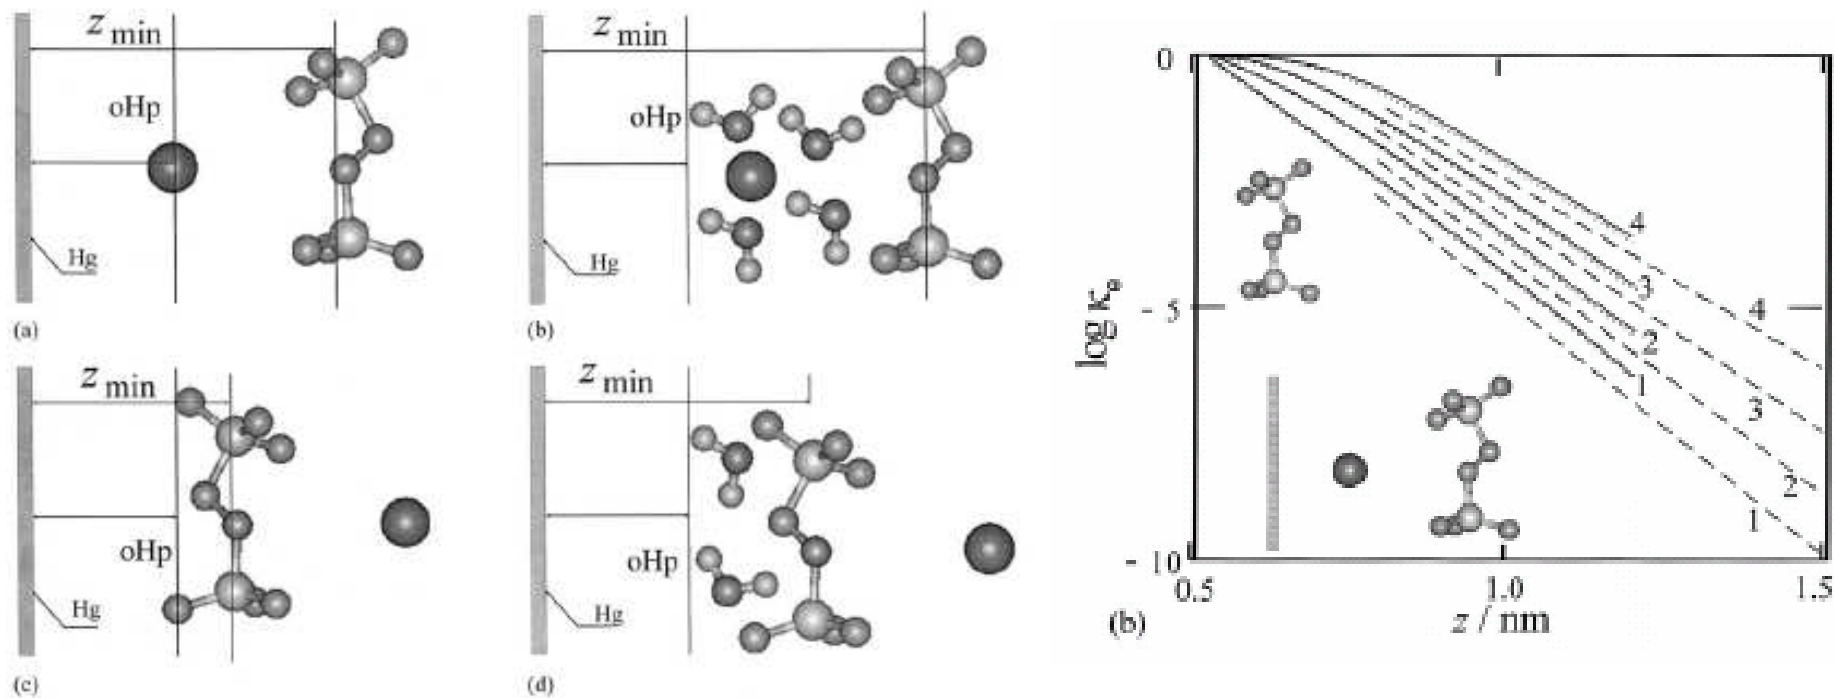 z min
oHp
Hg
(a)
z min
oHp
Hg
(b)
z min
oHp
Hg
(c)
z min
oHp
Hg
(d)
0
- 5
- 10
log κe
4
3
2
1
4
3
2
1
0.5
1.0
1.5
z / nm
(b)